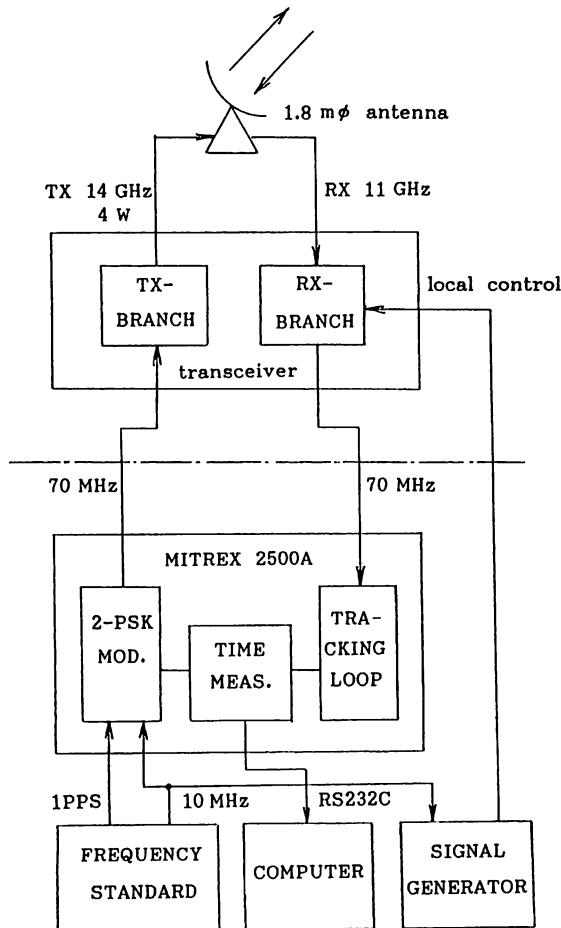 1.8 mφ antenna
TX 14 GHz
4 W
RX 11 GHz
TX-
BRANCH
RX-
BRANCH
local control
transceiver
70 MHz
70 MHz
MITREX 2500A
2-PSK
MOD.
TIME
MEAS.
TRA-
CKING
LOOP
1PPS
10 MHz
RS232C
FREQUENCY
STANDARD
COMPUTER
SIGNAL
GENERATOR